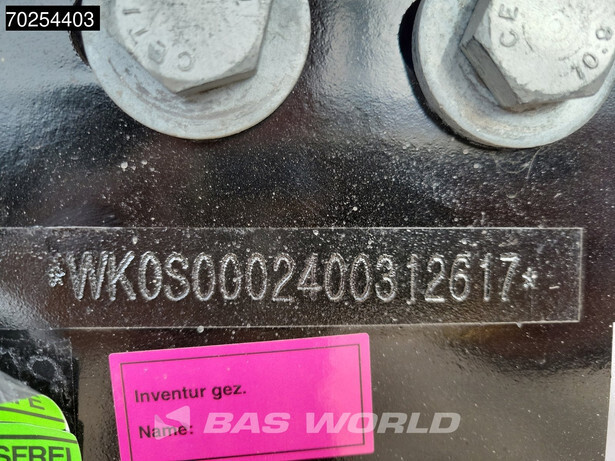 70254403
*WK0S0002400312617*
Inventur gez.
Name:
BAS WORLD